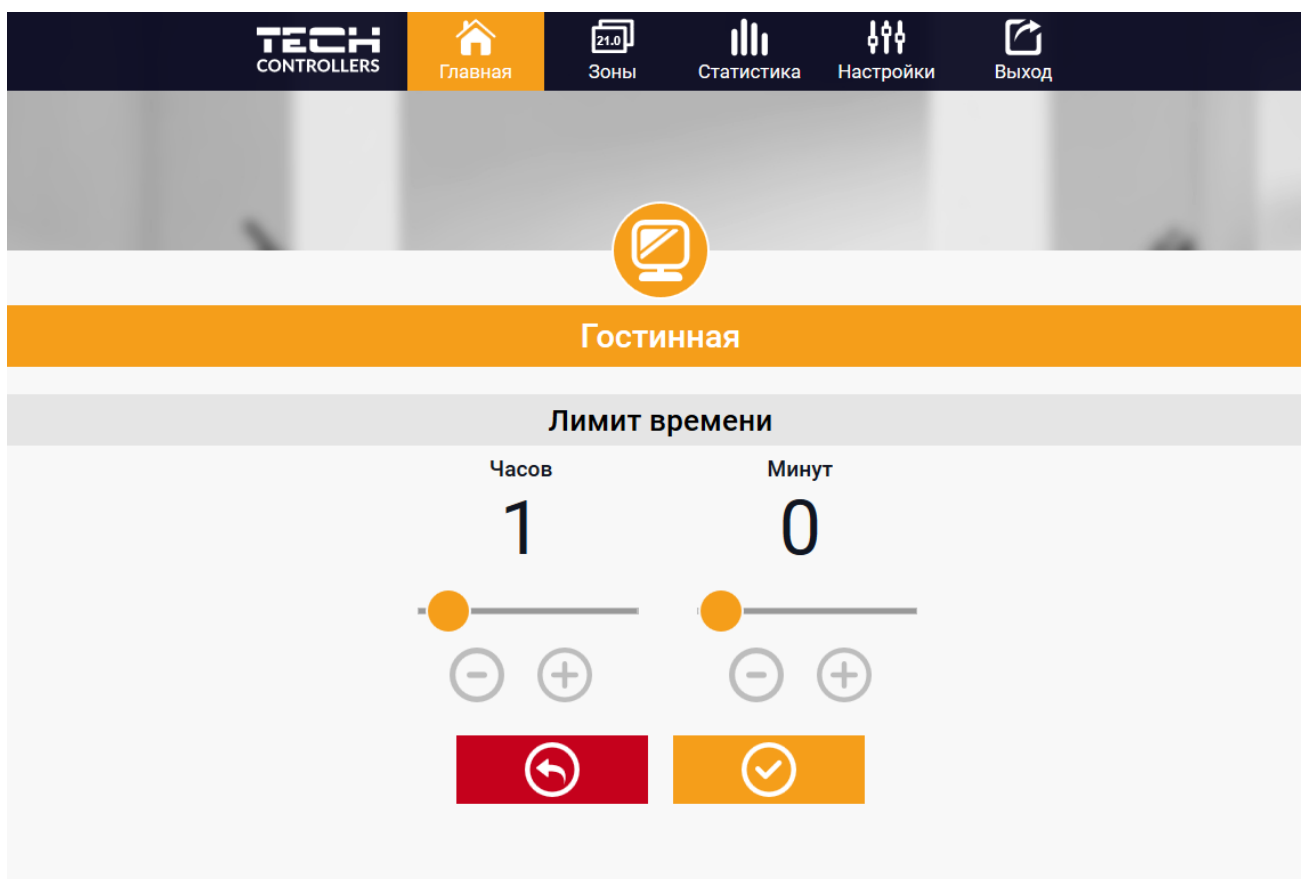 TECH
CONTROLLERS
Главная
21.0
Зоны
Статистика
Настройки
Выход
Гостинная
Лимит времени
Часов
Минут
1
0